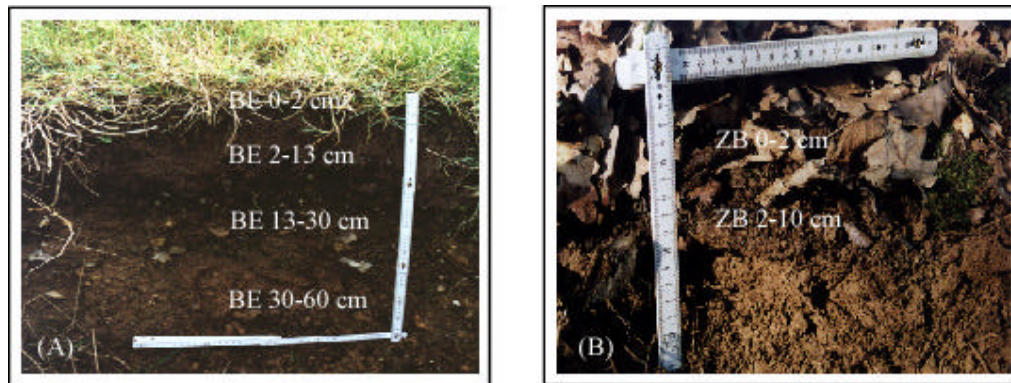 BE 0-2 cm
BE 2-13 cm
BE 13-30 cm
BE 30-60 cm
(A)
ZB 0-2 cm
ZB 2-10 cm
(B)